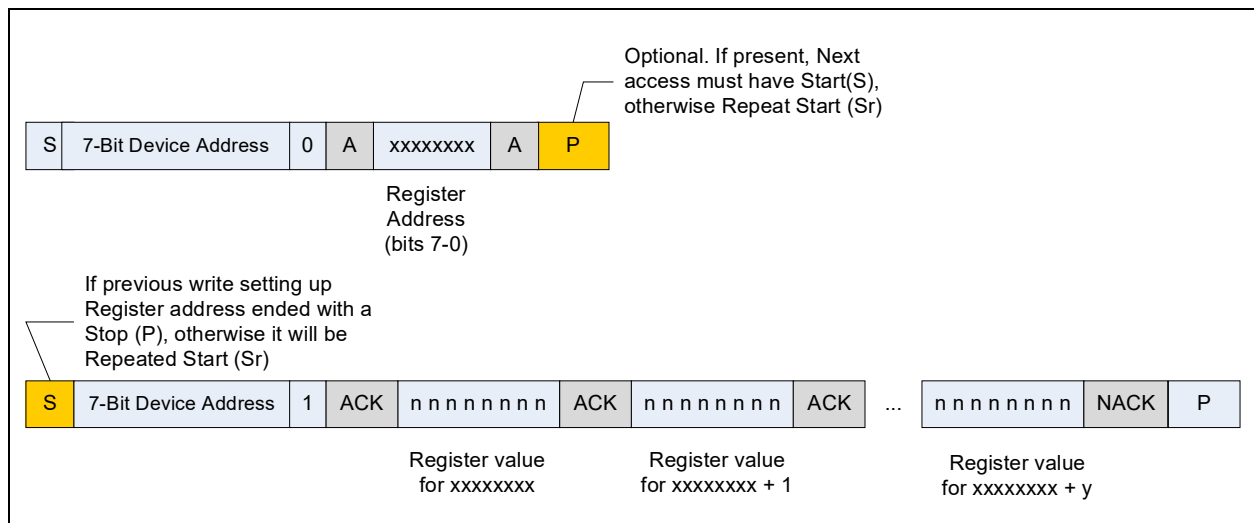 Optional. If present, Next
access must have Start(S),
otherwise Repeat Start (Sr)
S 7-Bit Device Address 0 A xxxxxxxx A P
Register
Address
(bits 7-0)
If previous write setting up
Register address ended with a
Stop (P), otherwise it will be
Repeated Start (Sr)
S 7-Bit Device Address 1 ACK n n n n n n n n ACK n n n n n n n n ACK ... n n n n n n n n NACK P
Register value
for xxxxxxxx
Register value
for xxxxxxxx + 1
Register value
for xxxxxxxx + y